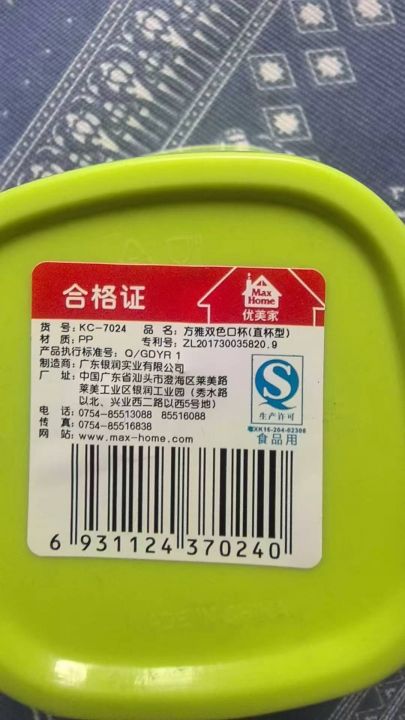 合格证
Max
Home
优美家
货 号: KC-7024 品 名: 方雅双色口杯(直杯型)
材 质: PP 专利号: ZL201730035820.9
产品执行标准号: Q/GDYR 1
制造商: 广东银润实业有限公司
厂 址: 中国广东省汕头市澄海区莱美路
莱美工业区银润工业园(秀水路
以北、兴业西二路以西5号地)
电 话: 0754-85513088 85516088
传 真: 0754-85516838
网 站: www.max-home.com
生产许可
粤XK16-204-02308
食品用
6 931124 370240